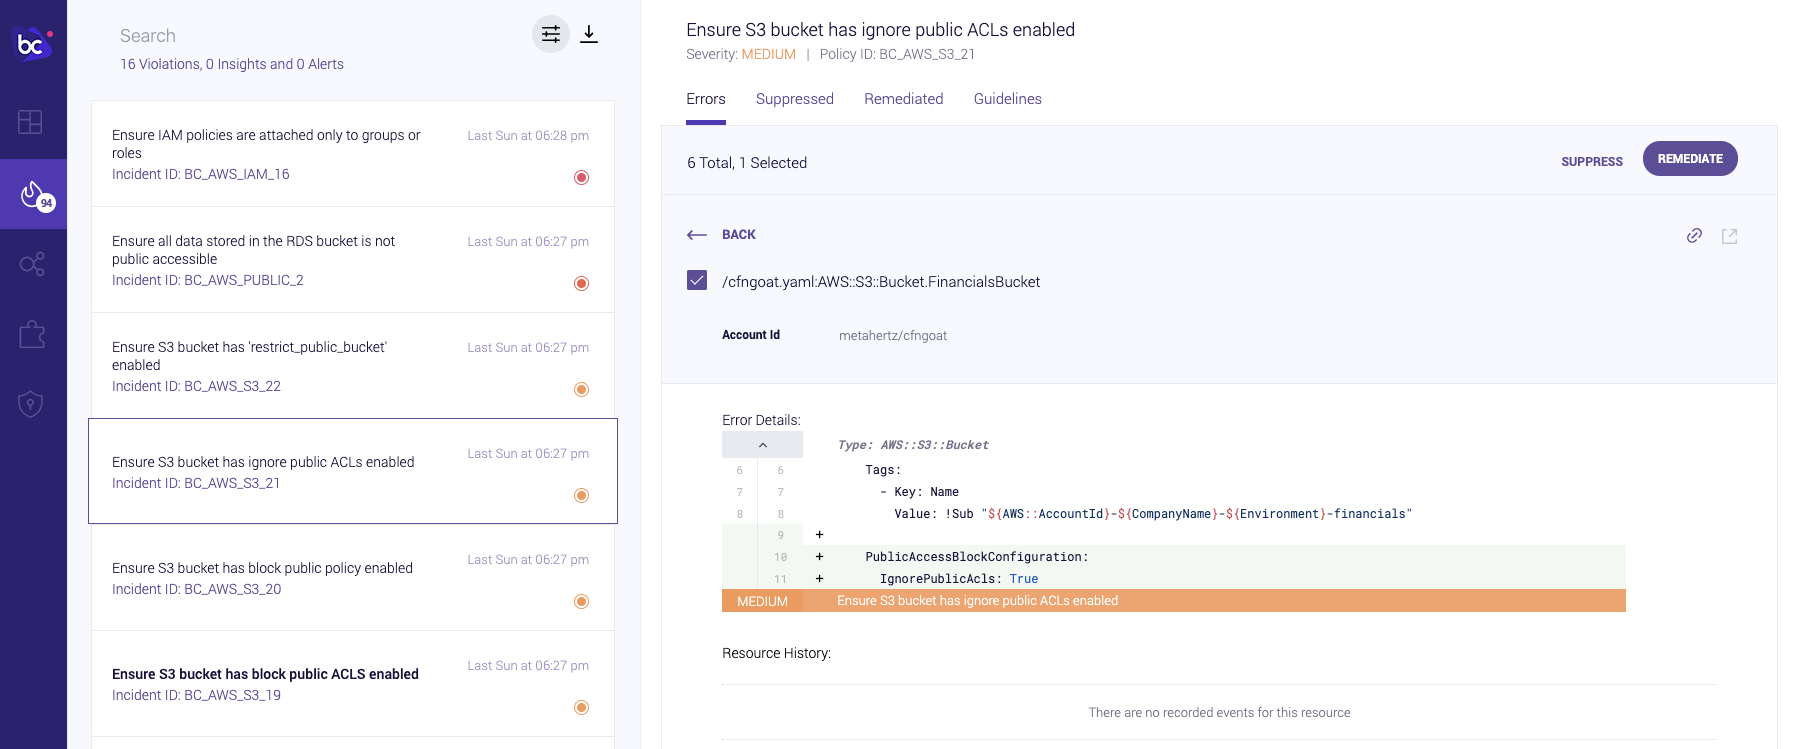 bc
94
Search
16 Violations, 0 Insights and 0 Alerts
Ensure IAM policies are attached only to groups or
roles
Last Sun at 06:28 pm
Incident ID: BC_AWS_IAM_16
Ensure all data stored in the RDS bucket is not
public accessible
Last Sun at 06:27 pm
Incident ID: BC_AWS_PUBLIC_2
Ensure S3 bucket has 'restrict_public_bucket'
enabled
Last Sun at 06:27 pm
Incident ID: BC_AWS_S3_22
Ensure S3 bucket has ignore public ACLs enabled
Last Sun at 06:27 pm
Incident ID: BC_AWS_S3_21
Ensure S3 bucket has block public policy enabled
Last Sun at 06:27 pm
Incident ID: BC_AWS_S3_20
Ensure S3 bucket has block public ACLS enabled
Last Sun at 06:27 pm
Incident ID: BC_AWS_S3_19
Ensure S3 bucket has ignore public ACLs enabled
Severity: MEDIUM | Policy ID: BC_AWS_S3_21
Errors Suppressed Remediated Guidelines
6 Total, 1 Selected SUPPRESS REMEDIATE
BACK
/cfngoat.yaml:AWS::S3::Bucket.FinancialsBucket
Account Id metahertz/cfngoat
Error Details:
Type: AWS::S3::Bucket
6 6 Tags:
7 7 - Key: Name
8 8 Value: !Sub "${AWS::AccountId}-${CompanyName}-${Environment}-financials"
9 +
10 + PublicAccessBlockConfiguration:
11 + IgnorePublicAcls: True
MEDIUM Ensure S3 bucket has ignore public ACLs enabled
Resource History:
There are no recorded events for this resource